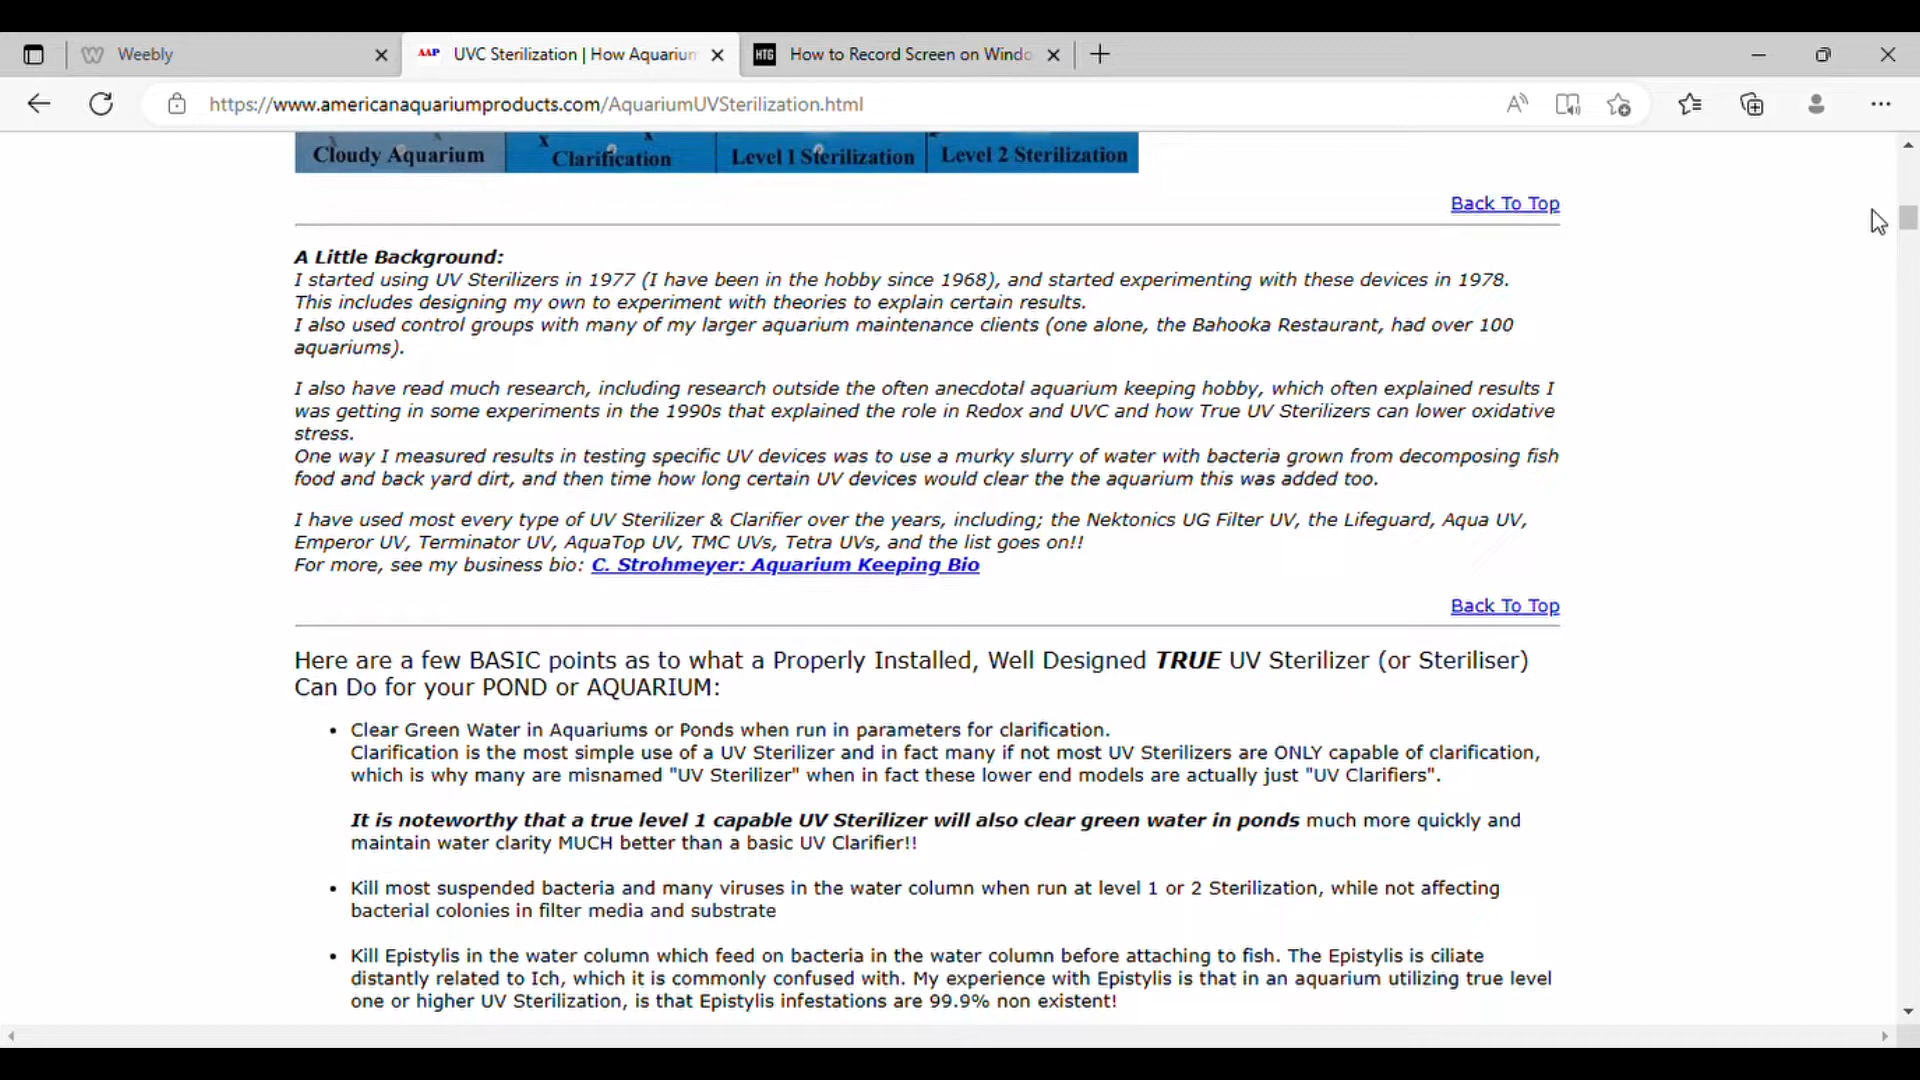 Weebly
AAP UVC Sterilization | How Aquarium
HTG How to Record Screen on Windo
https://www.americanaquariumproducts.com/AquariumUVSterilization.html
Cloudy Aquarium
Clarification
Level 1 Sterilization
Level 2 Sterilization
Back To Top
A Little Background:
I started using UV Sterilizers in 1977 (I have been in the hobby since 1968), and started experimenting with these devices in 1978.
This includes designing my own to experiment with theories to explain certain results.
I also used control groups with many of my larger aquarium maintenance clients (one alone, the Bahooka Restaurant, had over 100
aquariums).
I also have read much research, including research outside the often anecdotal aquarium keeping hobby, which often explained results I
was getting in some experiments in the 1990s that explained the role in Redox and UVC and how True UV Sterilizers can lower oxidative
stress.
One way I measured results in testing specific UV devices was to use a murky slurry of water with bacteria grown from decomposing fish
food and back yard dirt, and then time how long certain UV devices would clear the the aquarium this was added too.
I have used most every type of UV Sterilizer & Clarifier over the years, including; the Nektonics UG Filter UV, the Lifeguard, Aqua UV,
Emperor UV, Terminator UV, AquaTop UV, TMC UVs, Tetra UVs, and the list goes on!!
For more, see my business bio: C. Strohmeyer: Aquarium Keeping Bio
Back To Top
Here are a few BASIC points as to what a Properly Installed, Well Designed TRUE UV Sterilizer (or Steriliser)
Can Do for your POND or AQUARIUM:
• Clear Green Water in Aquariums or Ponds when run in parameters for clarification.
Clarification is the most simple use of a UV Sterilizer and in fact many if not most UV Sterilizers are ONLY capable of clarification,
which is why many are misnamed "UV Sterilizer" when in fact these lower end models are actually just "UV Clarifiers".
It is noteworthy that a true level 1 capable UV Sterilizer will also clear green water in ponds much more quickly and
maintain water clarity MUCH better than a basic UV Clarifier!!
• Kill most suspended bacteria and many viruses in the water column when run at level 1 or 2 Sterilization, while not affecting
bacterial colonies in filter media and substrate
• Kill Epistylis in the water column which feed on bacteria in the water column before attaching to fish. The Epistylis is ciliate
distantly related to Ich, which it is commonly confused with. My experience with Epistylis is that in an aquarium utilizing true level
one or higher UV Sterilization, is that Epistylis infestations are 99.9% non existent!